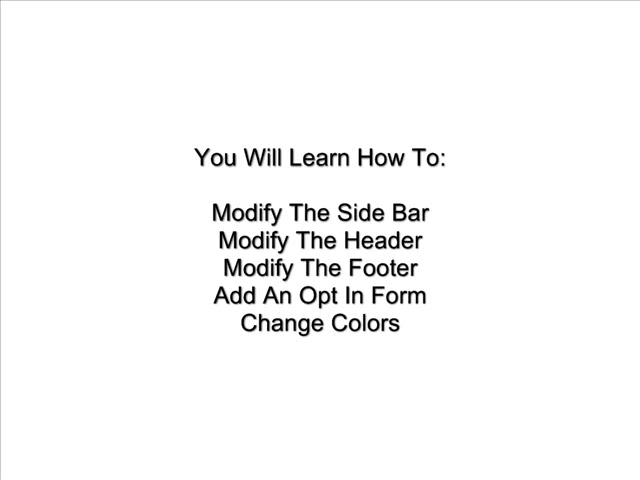 You Will Learn How To:
Modify The Side Bar
Modify The Header
Modify The Footer
Add An Opt In Form
Change Colors